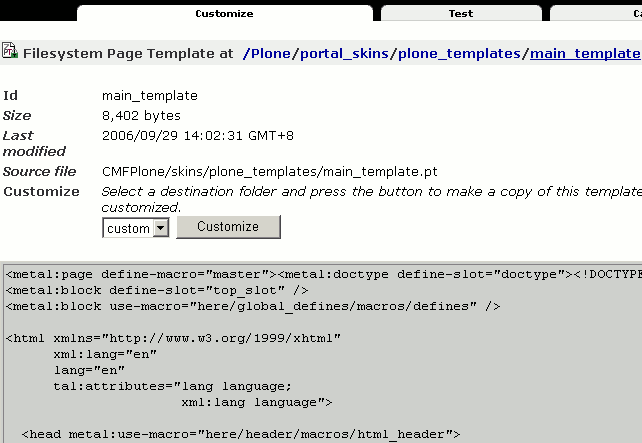 Customize Test
Filesystem Page Template at /Plone/portal_skins/plone_templates/main_template
Id main_template
Size 8,402 bytes
Last modified 2006/09/29 14:02:31 GMT+8
Source file CMFPlone/skins/plone_templates/main_template.pt
Customize Select a destination folder and press the button to make a copy of this template
customized.
custom Customize
<metal:page define-macro="master"><metal:doctype define-slot="doctype"><!DOCTYPE
<metal:block define-slot="top_slot" />
<metal:block use-macro="here/global_defines/macros/defines" />
<html xmlns="http://www.w3.org/1999/xhtml"
xml:lang="en"
lang="en"
tal:attributes="lang language;
xml:lang language">
<head metal:use-macro="here/header/macros/html_header">